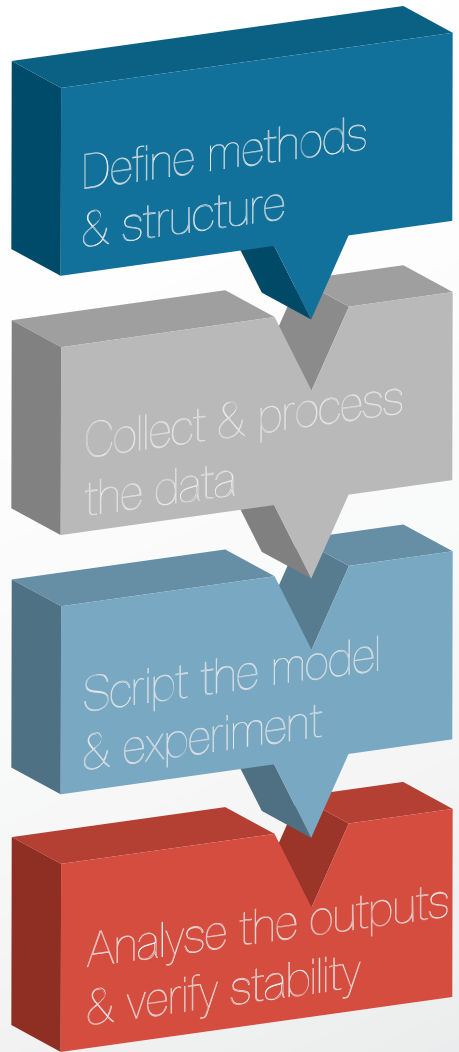 Define methods
& structure
Collect & process
the data
Script the model
& experiment
Analyse the outputs
& verify stability